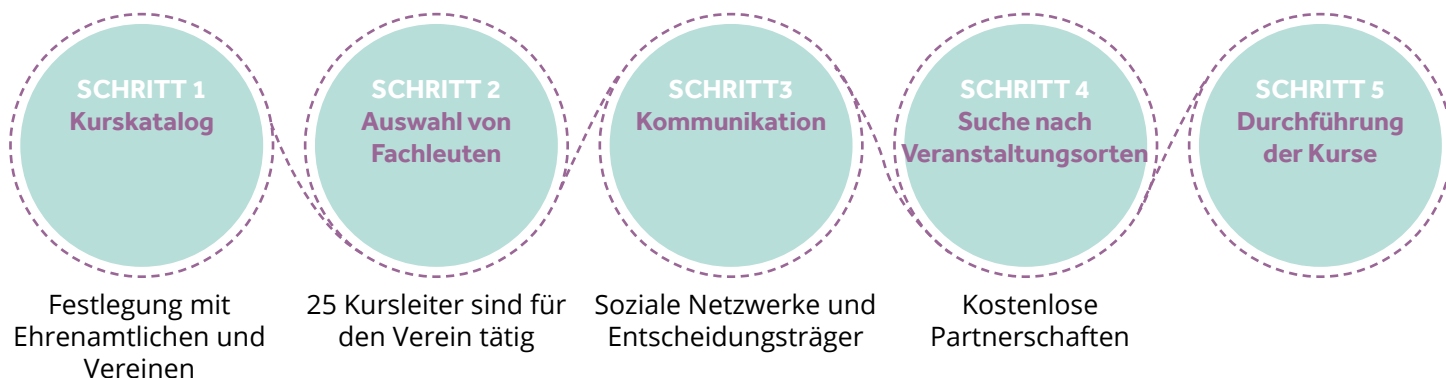 SCHRITT 1
Kurskatalog
SCHRITT 2
Auswahl von
Fachleuten
SCHRITT3
Kommunikation
SCHRITT 4
Suche nach
Veranstaltungsorten
SCHRITT 5
Durchführung
der Kurse
Festlegung mit
Ehrenamtlichen und
Vereinen
25 Kursleiter sind für
den Verein tätig
Soziale Netzwerke und
Entscheidungsträger
Kostenlose
Partnerschaften